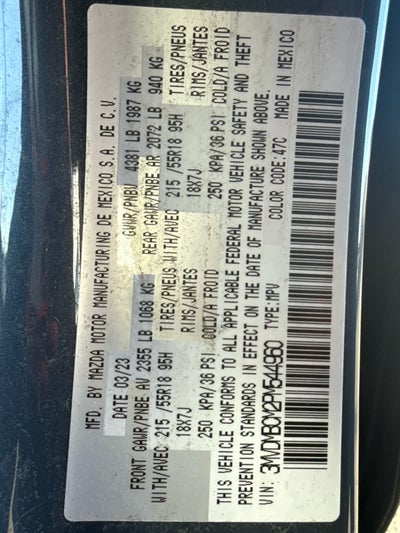 MFD. BY MAZDA MOTOR MANUFACTURING DE MEXICO S.A. DE C.V.
DATE 03/23 GVWR/PNBV 4381 LB 1987 KG
FRONT GAWR/PNBE AV 2355 LB 1068 KG REAR GAWR/PNBE AR 2072 LB 940 KG
WITH/AVEC 215 /55R18 95H TIRES/PNEUS WITH/AVEC 215 /55R18 95H TIRES/PNEUS
18X7J RIMS/JANTES 18X7J RIMS/JANTES
250 KPA/36 PSI COLD/A FROID 250 KPA/36 PSI COLD/A FROID
THIS VEHICLE CONFORMS TO ALL APPLICABLE FEDERAL MOTOR VEHICLE SAFETY AND THEFT
PREVENTION STANDARDS IN EFFECT ON THE DATE OF MANUFACTURE SHOWN ABOVE.
VIN: 3MVDMBCM2PM544960 TYPE:MPV COLOR CODE:47C MADE IN MEXICO